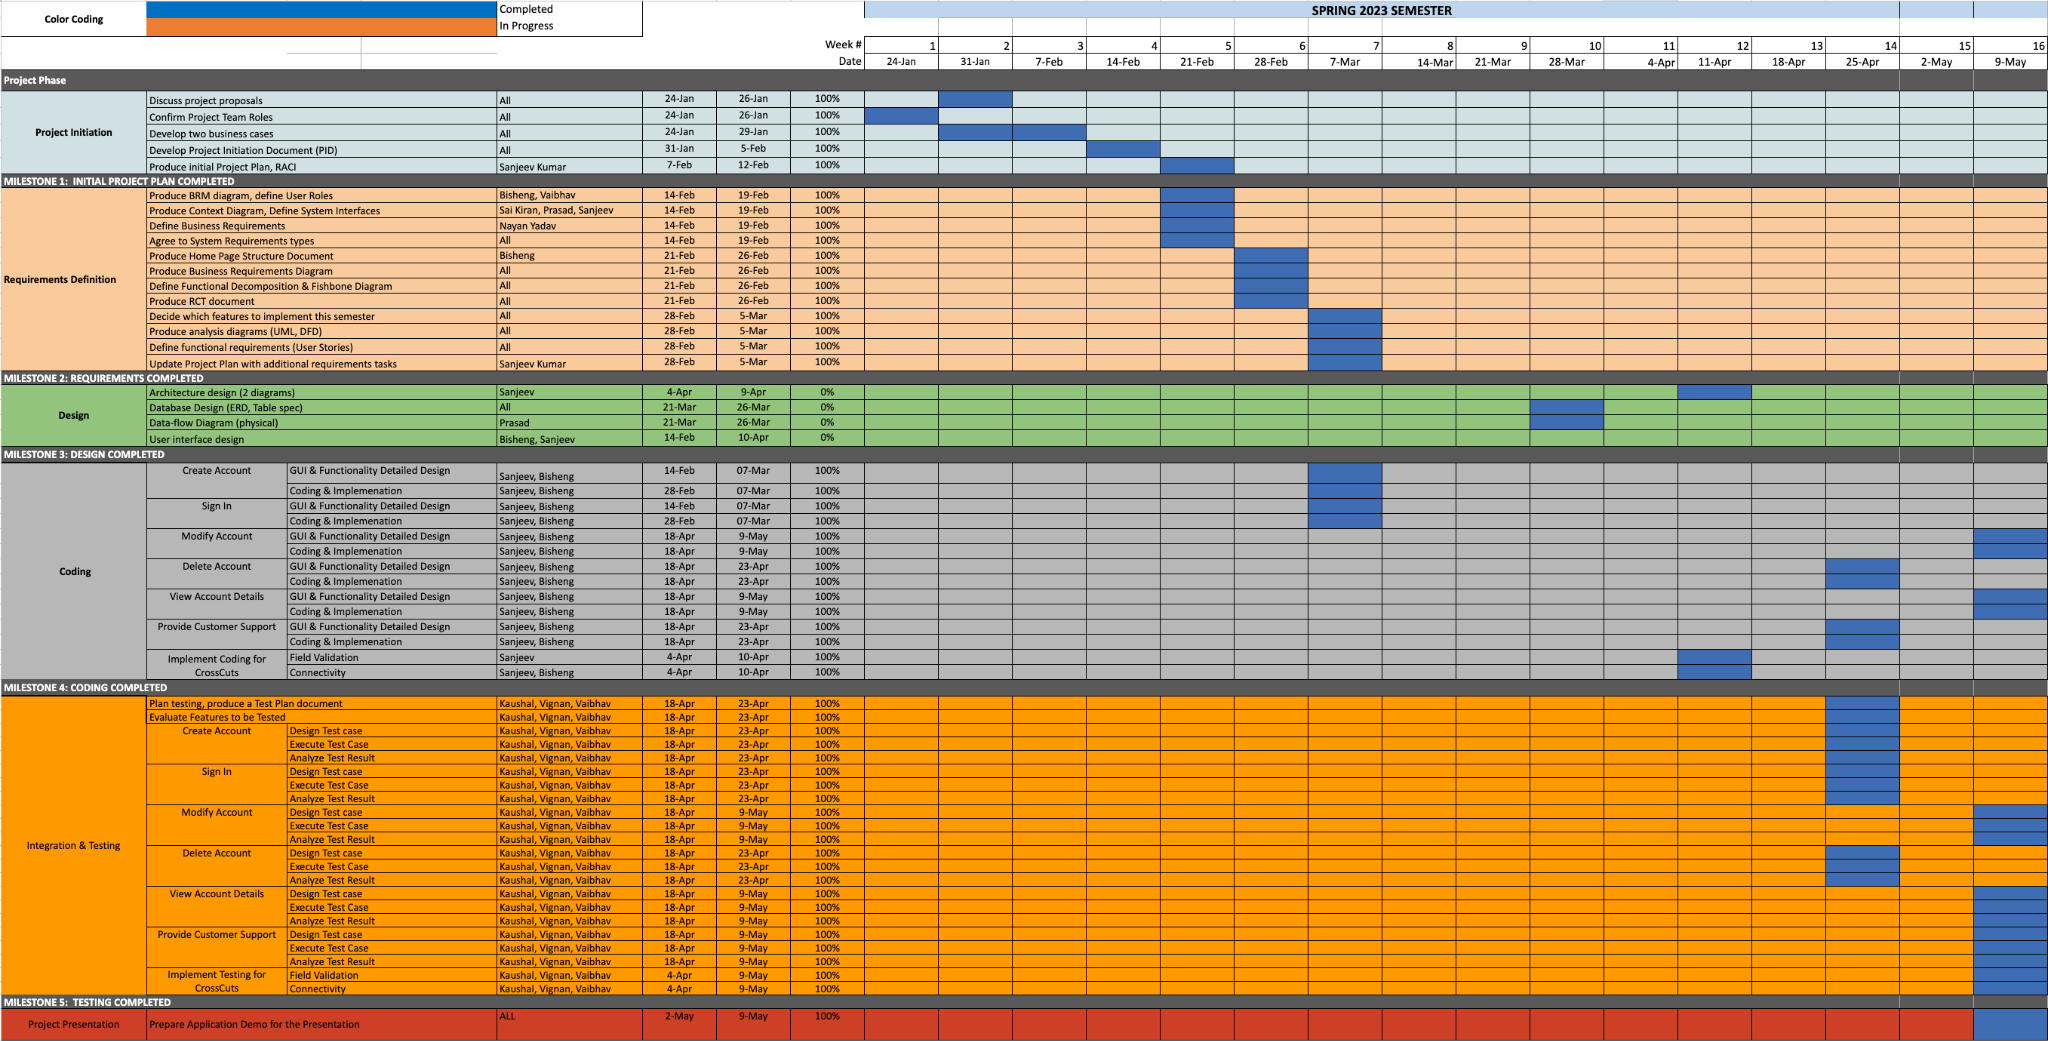 Color Coding
Completed
In Progress
SPRING 2023 SEMESTER
Week # 1 2 3 4 5 6 7 8 9 10 11 12 13 14 15 16
Date 24-Jan 31-Jan 7-Feb 14-Feb 21-Feb 28-Feb 7-Mar 14-Mar 21-Mar 28-Mar 4-Apr 11-Apr 18-Apr 25-Apr 2-May 9-May
Project Phase
Project Initiation
Discuss project proposals All 24-Jan 26-Jan 100%
Confirm Project Team Roles All 24-Jan 26-Jan 100%
Develop two business cases All 24-Jan 29-Jan 100%
Develop Project Initiation Document (PID) All 31-Jan 5-Feb 100%
Produce initial Project Plan, RACI Sanjeev Kumar 7-Feb 12-Feb 100%
MILESTONE 1: INITIAL PROJECT PLAN COMPLETED
Requirements Definition
Produce BRM diagram, define User Roles Bisheng, Vaibhav 14-Feb 19-Feb 100%
Produce Context Diagram, Define System Interfaces Sai Kiran, Prasad, Sanjeev 14-Feb 19-Feb 100%
Define Business Requirements Nayan Yadav 14-Feb 19-Feb 100%
Agree to System Requirements types All 14-Feb 19-Feb 100%
Produce Home Page Structure Document Bisheng 21-Feb 26-Feb 100%
Produce Business Requirements Diagram All 21-Feb 26-Feb 100%
Define Functional Decomposition & Fishbone Diagram All 21-Feb 26-Feb 100%
Produce RCT document All 21-Feb 26-Feb 100%
Decide which features to implement this semester All 28-Feb 5-Mar 100%
Produce analysis diagrams (UML, DFD) All 28-Feb 5-Mar 100%
Define functional requirements (User Stories) All 28-Feb 5-Mar 100%
Update Project Plan with additional requirements tasks Sanjeev Kumar 28-Feb 5-Mar 100%
MILESTONE 2: REQUIREMENTS COMPLETED
Design
Architecture design (2 diagrams) Sanjeev 4-Apr 9-Apr 0%
Database Design (ERD, Table spec) All 21-Mar 26-Mar 0%
Data-flow Diagram (physical) Prasad 21-Mar 26-Mar 0%
User interface design Bisheng, Sanjeev 14-Feb 10-Apr 0%
MILESTONE 3: DESIGN COMPLETED
Coding
Create Account GUI & Functionality Detailed Design Sanjeev, Bisheng 14-Feb 07-Mar 100%
Coding & Implemenation Sanjeev, Bisheng 28-Feb 07-Mar 100%
Sign In GUI & Functionality Detailed Design Sanjeev, Bisheng 14-Feb 07-Mar 100%
Coding & Implemenation Sanjeev, Bisheng 28-Feb 07-Mar 100%
Modify Account GUI & Functionality Detailed Design Sanjeev, Bisheng 18-Apr 9-May 100%
Coding & Implemenation Sanjeev, Bisheng 18-Apr 9-May 100%
Delete Account GUI & Functionality Detailed Design Sanjeev, Bisheng 18-Apr 23-Apr 100%
Coding & Implemenation Sanjeev, Bisheng 18-Apr 23-Apr 100%
View Account Details GUI & Functionality Detailed Design Sanjeev, Bisheng 18-Apr 9-May 100%
Coding & Implemenation Sanjeev, Bisheng 18-Apr 9-May 100%
Provide Customer Support GUI & Functionality Detailed Design Sanjeev, Bisheng 18-Apr 23-Apr 100%
Coding & Implemenation Sanjeev, Bisheng 18-Apr 23-Apr 100%
Implement Coding for Field Validation Sanjeev 4-Apr 10-Apr 100%
CrossCuts Connectivity Sanjeev, Bisheng 4-Apr 10-Apr 100%
MILESTONE 4: CODING COMPLETED
Integration & Testing
Plan testing, produce a Test Plan document Kaushal, Vignan, Vaibhav 18-Apr 23-Apr 100%
Evaluate Features to be Tested Kaushal, Vignan, Vaibhav 18-Apr 23-Apr 100%
Create Account Design Test case Kaushal, Vignan, Vaibhav 18-Apr 23-Apr 100%
Execute Test Case Kaushal, Vignan, Vaibhav 18-Apr 23-Apr 100%
Analyze Test Result Kaushal, Vignan, Vaibhav 18-Apr 23-Apr 100%
Sign In Design Test case Kaushal, Vignan, Vaibhav 18-Apr 23-Apr 100%
Execute Test Case Kaushal, Vignan, Vaibhav 18-Apr 23-Apr 100%
Analyze Test Result Kaushal, Vignan, Vaibhav 18-Apr 23-Apr 100%
Modify Account Design Test case Kaushal, Vignan, Vaibhav 18-Apr 9-May 100%
Execute Test Case Kaushal, Vignan, Vaibhav 18-Apr 9-May 100%
Analyze Test Result Kaushal, Vignan, Vaibhav 18-Apr 9-May 100%
Delete Account Design Test case Kaushal, Vignan, Vaibhav 18-Apr 23-Apr 100%
Execute Test Case Kaushal, Vignan, Vaibhav 18-Apr 23-Apr 100%
Analyze Test Result Kaushal, Vignan, Vaibhav 18-Apr 23-Apr 100%
View Account Details Design Test case Kaushal, Vignan, Vaibhav 18-Apr 9-May 100%
Execute Test Case Kaushal, Vignan, Vaibhav 18-Apr 9-May 100%
Analyze Test Result Kaushal, Vignan, Vaibhav 18-Apr 9-May 100%
Provide Customer Support Design Test case Kaushal, Vignan, Vaibhav 18-Apr 9-May 100%
Execute Test Case Kaushal, Vignan, Vaibhav 18-Apr 9-May 100%
Analyze Test Result Kaushal, Vignan, Vaibhav 18-Apr 9-May 100%
Implement Testing for Field Validation Kaushal, Vignan, Vaibhav 4-Apr 9-May 100%
CrossCuts Connectivity Kaushal, Vignan, Vaibhav 4-Apr 9-May 100%
MILESTONE 5: TESTING COMPLETED
Project Presentation Prepare Application Demo for the Presentation ALL 2-May 9-May 100%